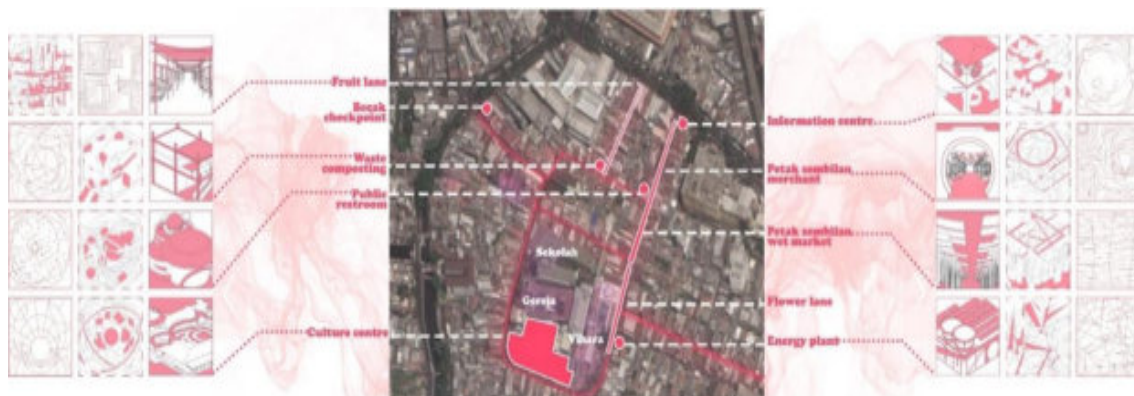 Fruit lane
Becak
checkpoint
Waste
composting
Public
restroom
Culture centre
Sekolah
Gereja
Vihara
Information centre
Petak sembilan
merchant
Petak sembilan
wet market
Flower lane
Energy plant